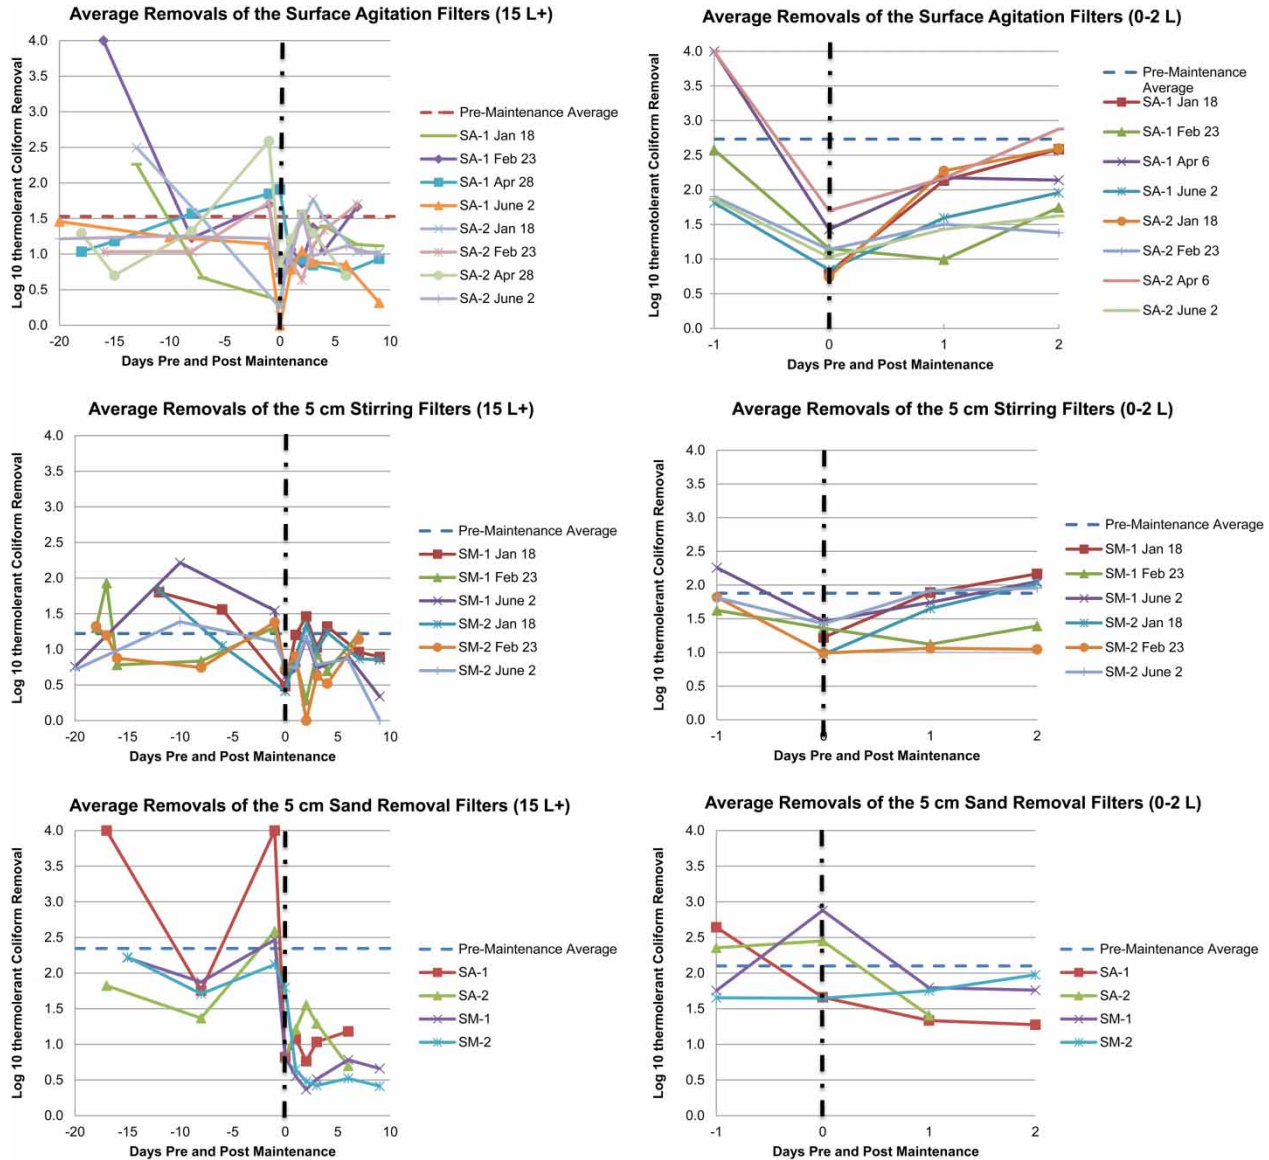 Average Removals of the Surface Agitation Filters (15 L+)
Log 10 thermotolerant Coliform Removal
4.0
3.5
3.0
2.5
2.0
1.5
1.0
0.5
0.0
-20
-15
-10
-5
0
5
10
Days Pre and Post Maintenance
Pre-Maintenance Average
SA-1 Jan 18
SA-1 Feb 23
SA-1 Apr 28
SA-1 June 2
SA-2 Jan 18
SA-2 Feb 23
SA-2 Apr 28
SA-2 June 2
Average Removals of the Surface Agitation Filters (0-2 L)
Log 10 thermotolerant Coliform Removal
4.0
3.5
3.0
2.5
2.0
1.5
1.0
0.5
0.0
-1
0
1
2
Days Pre and Post Maintenance
Pre-Maintenance
Average
SA-1 Jan 18
SA-1 Feb 23
SA-1 Apr 6
SA-1 June 2
SA-2 Jan 18
SA-2 Feb 23
SA-2 Apr 6
SA-2 June 2
Average Removals of the 5 cm Stirring Filters (15 L+)
Log 10 thermolerant Coliform Removal
4.0
3.5
3.0
2.5
2.0
1.5
1.0
0.5
0.0
-20
-15
-10
-5
0
5
10
Days Pre and Post Maintenance
Pre-Maintenance Average
SM-1 Jan 18
SM-1 Feb 23
SM-1 June 2
SM-2 Jan 18
SM-2 Feb 23
SM-2 June 2
Average Removals of the 5 cm Stirring Filters (0-2 L)
Log 10 thermolerant Coliform Removal
4.0
3.5
3.0
2.5
2.0
1.5
1.0
0.5
0.0
-1
0
1
2
Days Pre and Post Maintenance
Pre-Maintenance Average
SM-1 Jan 18
SM-1 Feb 23
SM-1 June 2
SM-2 Jan 18
SM-2 Feb 23
SM-2 June 2
Average Removals of the 5 cm Sand Removal Filters (15 L+)
Log 10 thermolerant Coliform Removal
4.0
3.5
3.0
2.5
2.0
1.5
1.0
0.5
0.0
-20
-15
-10
-5
0
5
10
Days Pre and Post Maintenance
Pre-Maintenance Average
SA-1
SA-2
SM-1
SM-2
Average Removals of the 5 cm Sand Removal Filters (0-2 L)
Log 10 thermolerant Coliform Removal
4.0
3.5
3.0
2.5
2.0
1.5
1.0
0.5
0.0
-1
0
1
2
Days Pre and Post Maintenance
Pre-Maintenance Average
SA-1
SA-2
SM-1
SM-2